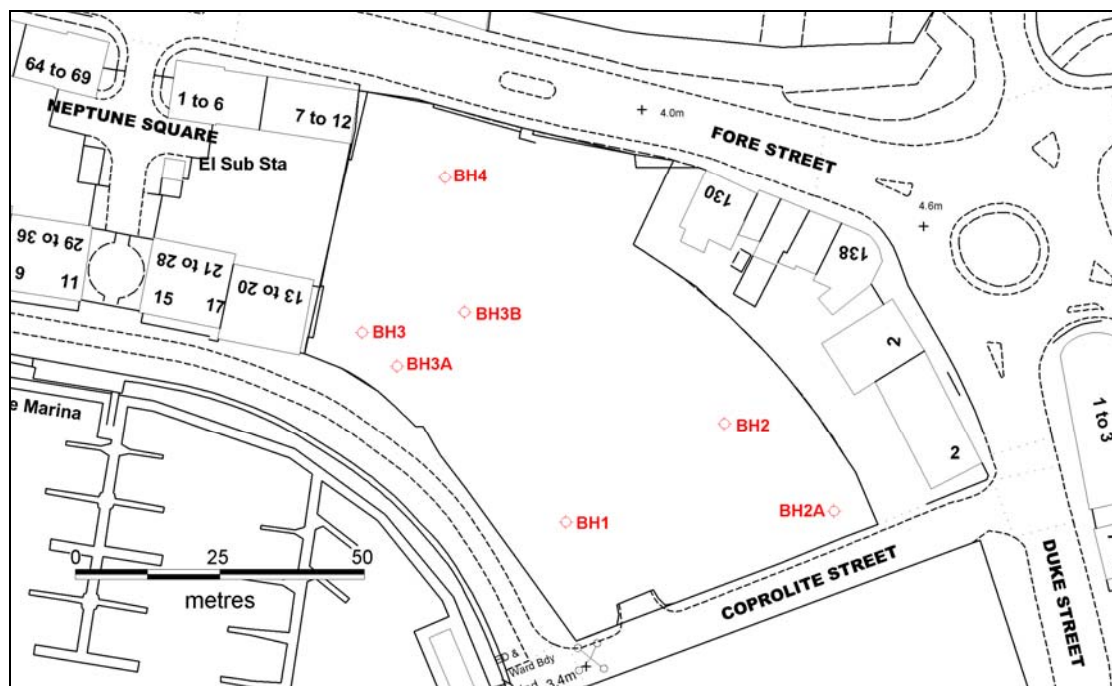 64 to 69
1 to 6
7 to 12
NEPTUNE SQUARE
El Sub Sta
4.0m
FORE STREET
BH4
130
138
4.6m
29 to 36
9
11
21 to 28
15
17
13 to 20
BH3
BH3B
BH3A
2
BH2
2
1 to 3
e Marina
BH1
BH2A
0 25 50
metres
COPROLITE STREET
DUKE STREET
ED &
Ward Bdy
3.4m